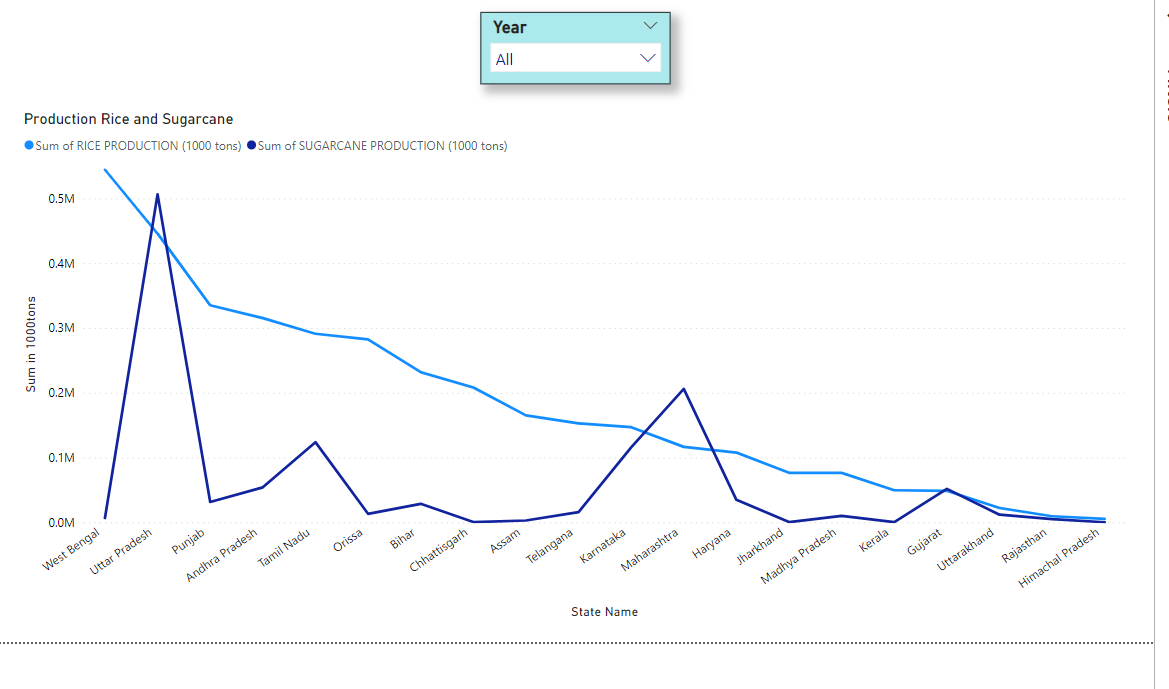 Year
All
Production Rice and Sugarcane
Sum of RICE PRODUCTION (1000 tons) Sum of SUGARCANE PRODUCTION (1000 tons)
Sum in 1000tons
0.5M
0.4M
0.3M
0.2M
0.1M
0.0M
West Bengal
Uttar Pradesh
Punjab
Andhra Pradesh
Tamil Nadu
Orissa
Bihar
Chhattisgarh
Assam
Telangana
Karnataka
Maharashtra
Haryana
Jharkhand
Madhya Pradesh
Kerala
Gujarat
Uttarakhand
Rajasthan
Himachal Pradesh
State Name